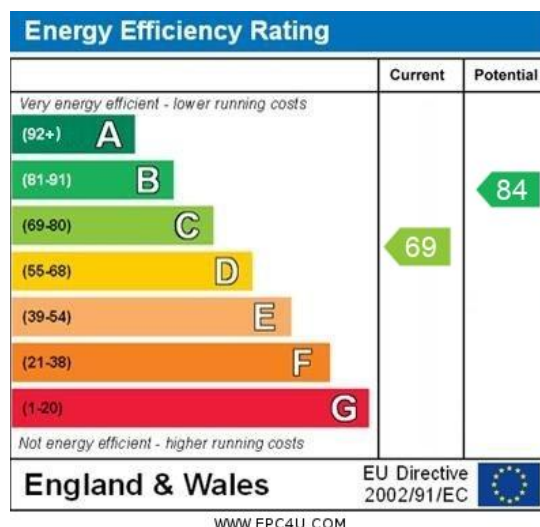 Energy Efficiency Rating
Current Potential
Very energy efficient - lower running costs
(92+) A
(81-91) B
84
(69-80) C
69
(55-68) D
(39-54) E
(21-38) F
(1-20) G
Not energy efficient - higher running costs
England & Wales
EU Directive
2002/91/EC
WWW.EPC4U.COM